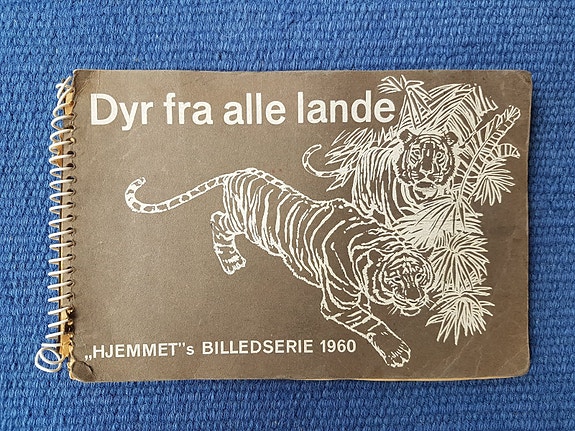 Dyr fra alle lande
„HJEMMET"s BILLEDSERIE 1960